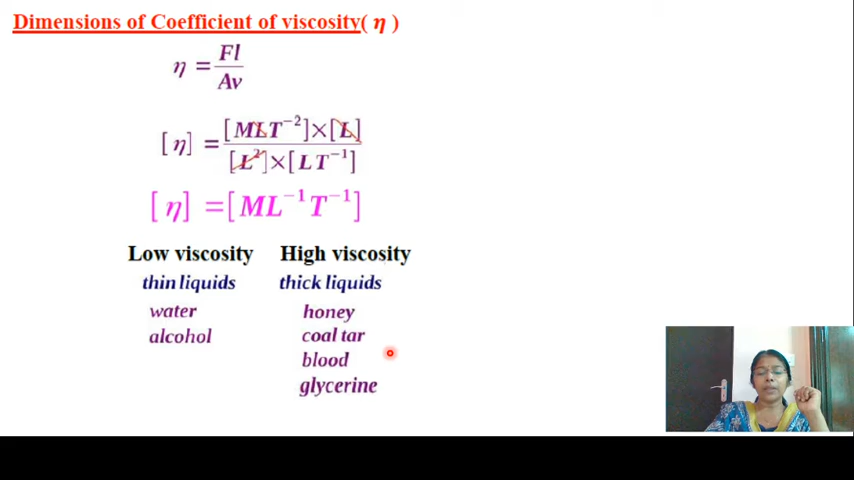 Dimensions of Coefficient of viscosity( η )
η = Fl / Av
[ η] = [ MLT⁻²]×[ L] / [ L²]×[ LT⁻¹]
[ η] =[ ML⁻¹T⁻¹]
Low viscosity High viscosity
thin liquids thick liquids
water honey
alcohol coal tar
blood
glycerine